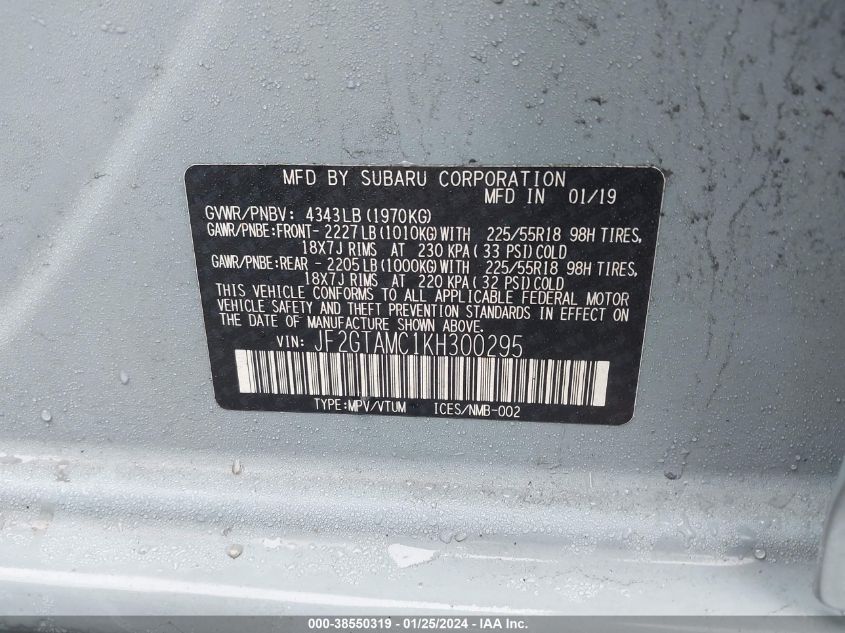 MFD BY SUBARU CORPORATION
MFD IN 01/19
GVWR/PNBV: 4343LB (1970KG)
GAWR/PNBE:FRONT- 2227LB (1010KG)WITH 225/55R18 98H TIRES,
18X7J RIMS AT 230 KPA ( 33 PSI) COLD
GAWR/PNBE:REAR - 2205LB (1000KG)WITH 225/55R18 98H TIRES,
18X7J RIMS AT 220 KPA ( 32 PSI) COLD
THIS VEHICLE CONFORMS TO ALL APPLICABLE FEDERAL MOTOR
VEHICLE SAFETY AND THEFT PREVENTION STANDARDS IN EFFECT ON
THE DATE OF MANUFACTURE SHOWN ABOVE.
VIN: JF2GTAMC1KH300295
TYPE:MPV/VTUM ICES/NMB-002
000-38550319 - 01/25/2024 - IAA Inc.